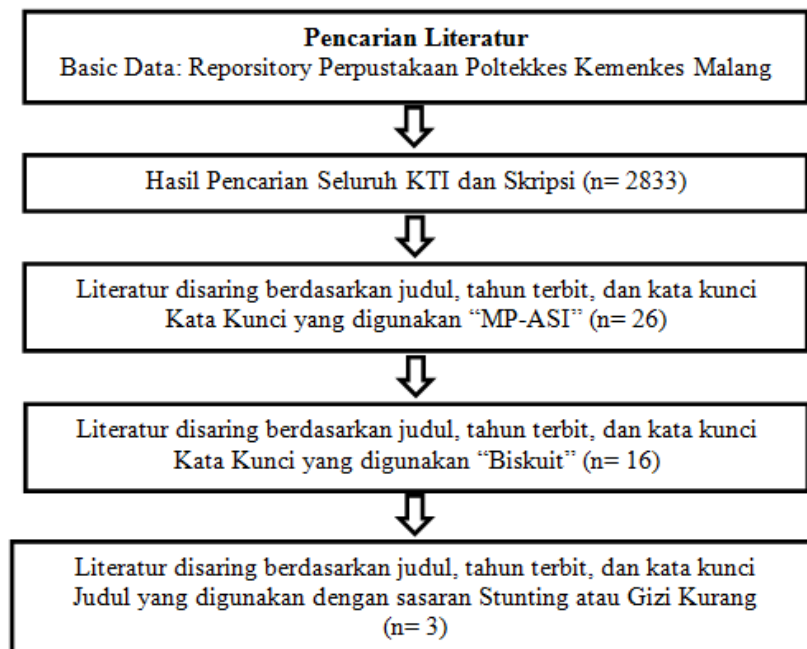 Pencarian Literatur
Basic Data: Reporsitory Perpustakaan Poltekkes Kemenkes Malang
Hasil Pencarian Seluruh KTI dan Skripsi (n= 2833)
Literatur disaring berdasarkan judul, tahun terbit, dan kata kunci
Kata Kunci yang digunakan “MP-ASI” (n= 26)
Literatur disaring berdasarkan judul, tahun terbit, dan kata kunci
Kata Kunci yang digunakan “Biskuit” (n= 16)
Literatur disaring berdasarkan judul, tahun terbit, dan kata kunci
Judul yang digunakan dengan sasaran Stunting atau Gizi Kurang
(n= 3)